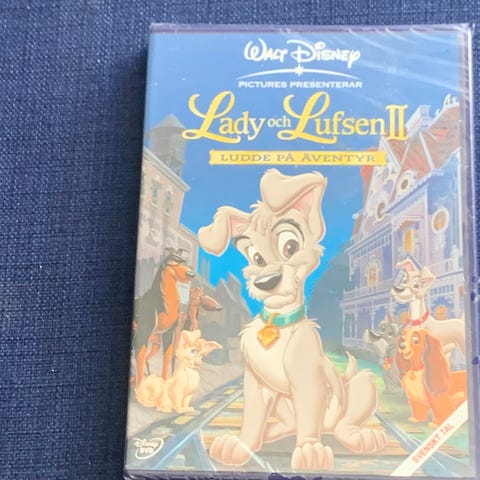 Walt Disney
PICTURES PRESENTERAR
Lady och Lufsen II
LUDDE PÅ ÄVENTYR
Disney
DVD
SVENSKT TAL